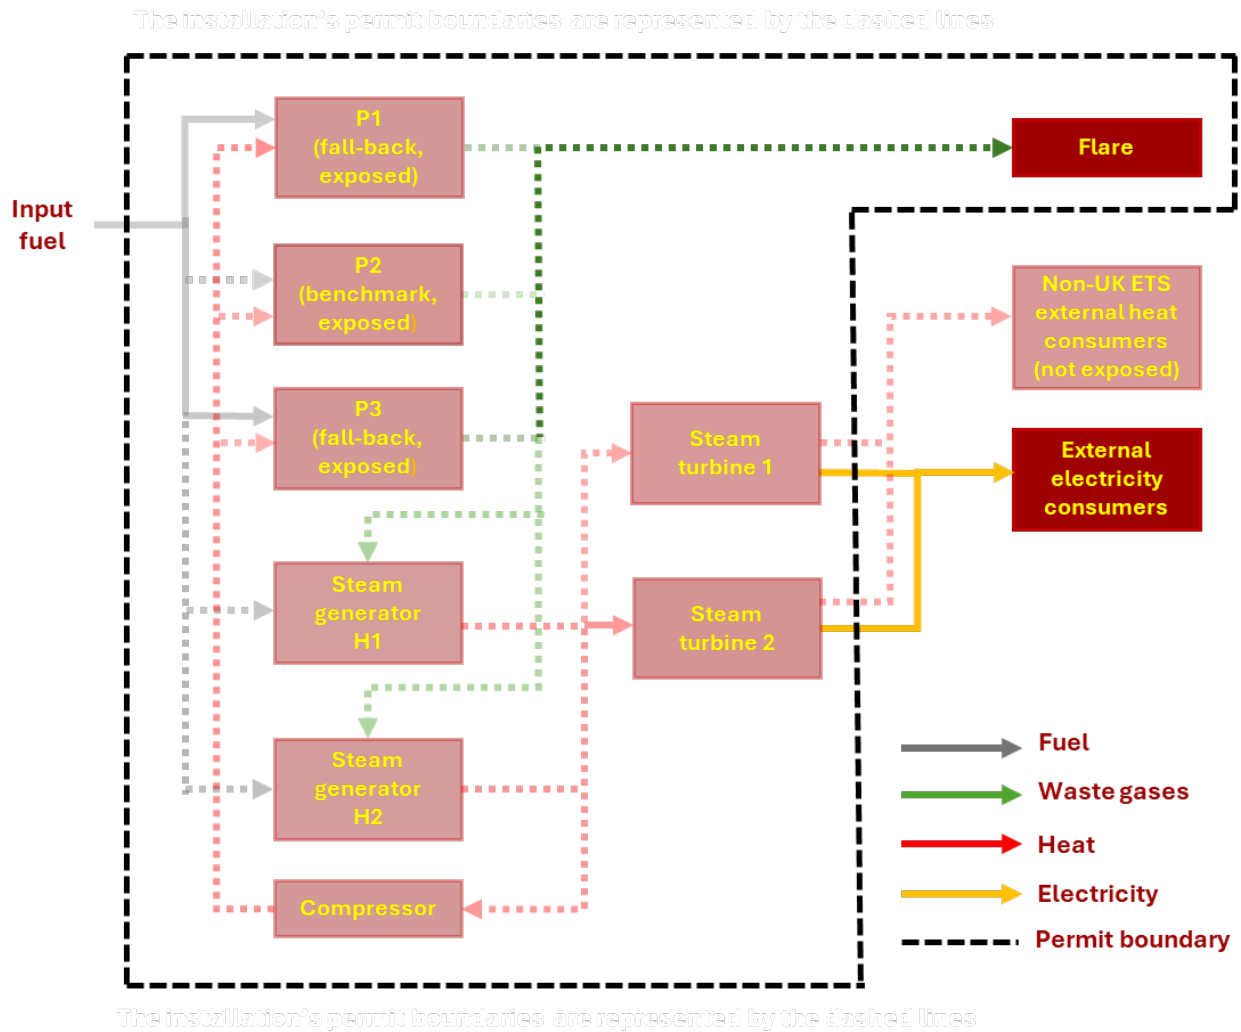 The installation's permit boundaries are represented by the dashed lines
P1
(fall-back,
exposed)
Flare
Input
fuel
P2
(benchmark,
exposed)
Non-UK ETS
external heat
consumers
(not exposed)
P3
(fall-back,
exposed)
Steam
turbine 1
External
electricity
consumers
Steam
generator
H1
Steam
turbine 2
Steam
generator
H2
Fuel
Waste gases
Heat
Electricity
Compressor
Permit boundary
The installation's permit boundaries are represented by the dashed lines